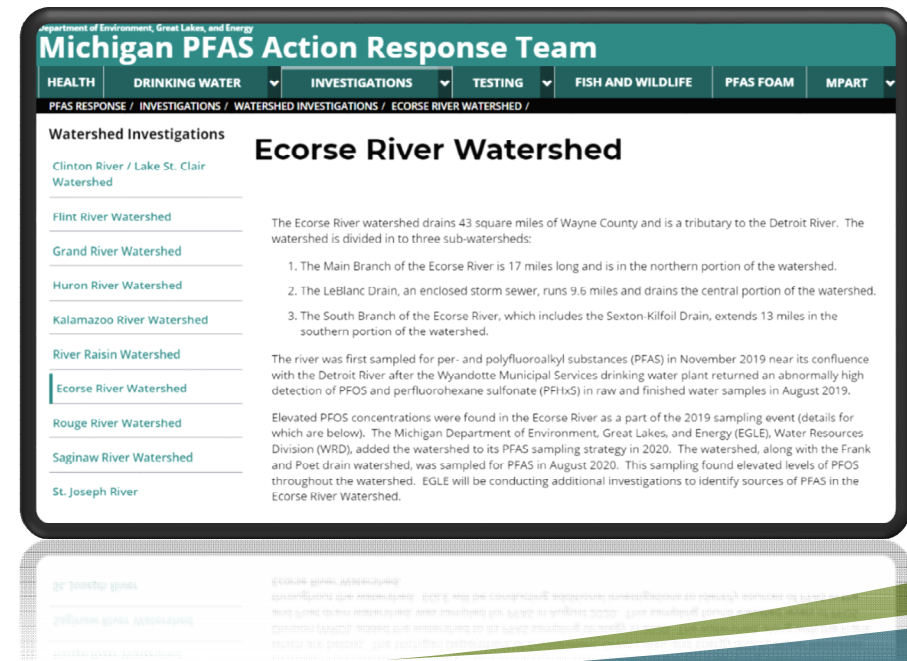 Department of Environment, Great Lakes, and Energy
Michigan PFAS Action Response Team
HEALTH DRINKING WATER INVESTIGATIONS TESTING FISH AND WILDLIFE PFAS FOAM MPART
PFAS RESPONSE / INVESTIGATIONS / WATERSHED INVESTIGATIONS / ECORSE RIVER WATERSHED /
Watershed Investigations
Clinton River / Lake St. Clair
Watershed
Flint River Watershed
Grand River Watershed
Huron River Watershed
Kalamazoo River Watershed
River Raisin Watershed
Ecorse River Watershed
Rouge River Watershed
Saginaw River Watershed
St. Joseph River
Ecorse River Watershed
The Ecorse River watershed drains 43 square miles of Wayne County and is a tributary to the Detroit River. The
watershed is divided in to three sub-watersheds:
1. The Main Branch of the Ecorse River is 17 miles long and is in the northern portion of the watershed.
2. The LeBlanc Drain, an enclosed storm sewer, runs 9.6 miles and drains the central portion of the watershed.
3. The South Branch of the Ecorse River, which includes the Sexton-Kilfoil Drain, extends 13 miles in the
southern portion of the watershed.
The river was first sampled for per- and polyfluoroalkyl substances (PFAS) in November 2019 near its confluence
with the Detroit River after the Wyandotte Municipal Services drinking water plant returned an abnormally high
detection of PFOS and perfluorohexane sulfonate (PFHxS) in raw and finished water samples in August 2019.
Elevated PFOS concentrations were found in the Ecorse River as a part of the 2019 sampling event (details for
which are below). The Michigan Department of Environment, Great Lakes, and Energy (EGLE), Water Resources
Division (WRD), added the watershed to its PFAS sampling strategy in 2020. The watershed, along with the Frank
and Poet drain watershed, was sampled for PFAS in August 2020. This sampling found elevated levels of PFOS
throughout the watershed. EGLE will be conducting additional investigations to identify sources of PFAS in the
Ecorse River Watershed.